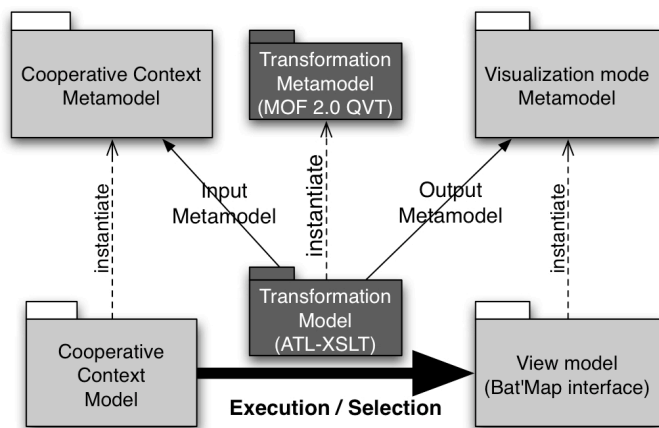 Cooperative Context
Metamodel
Transformation
Metamodel
(MOF 2.0 QVT)
Visualization mode
Metamodel
instantiate
Input
Metamodel
instantiate
Output
Metamodel
instantiate
Transformation
Model
(ATL-XSLT)
Cooperative
Context
Model
View model
(Bat'Map interface)
Execution / Selection